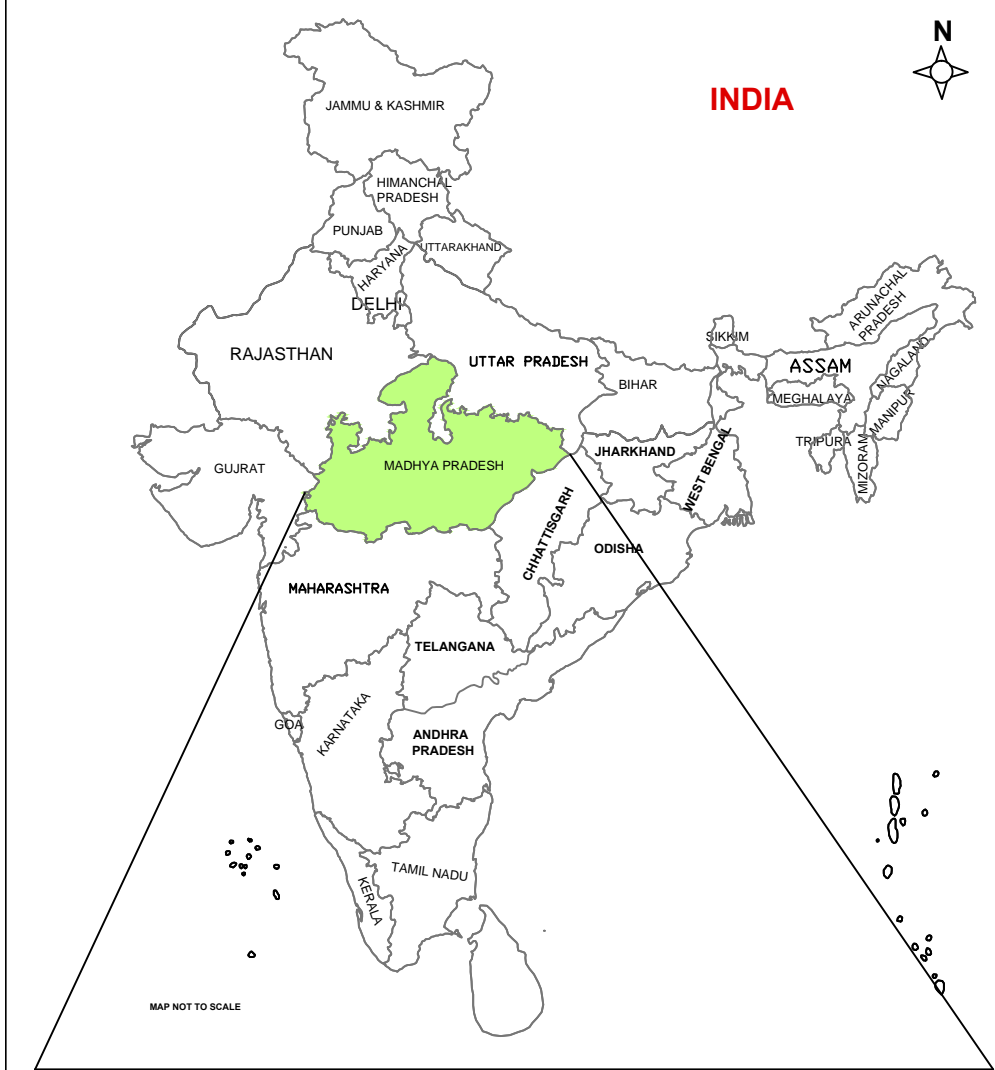 N
INDIA
JAMMU & KASHMIR
HIMANCHAL
PRADESH
PUNJAB
UTTARAKHAND
HARYANA
DELHI
ARUNACHAL
PRADESH
SIKKIM
RAJASTHAN
UTTAR PRADESH
ASSAM
NAGALAND
BIHAR
MEGHALAYA
MANIPUR
TRIPURA
MIZORAM
GUJRAT
MADHYA PRADESH
JHARKHAND
WEST BENGAL
CHHATTISGARH
ODISHA
MAHARASHTRA
TELANGANA
GOA
KARNATAKA
ANDHRA
PRADESH
TAMIL NADU
KERALA
MAP NOT TO SCALE